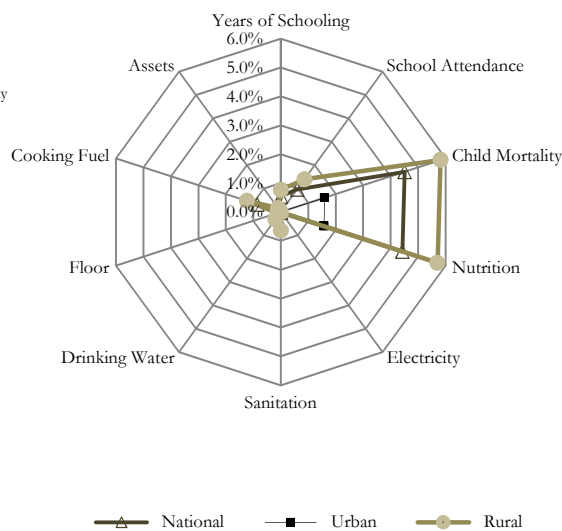 Years of Schooling
6.0%
5.0%
Assets
School Attendance
4.0%
ty
3.0%
Cooking Fuel
2.0%
Child Mortality
1.0%
0.0%
Floor
Nutrition
Drinking Water
Electricity
Sanitation
National Urban Rural